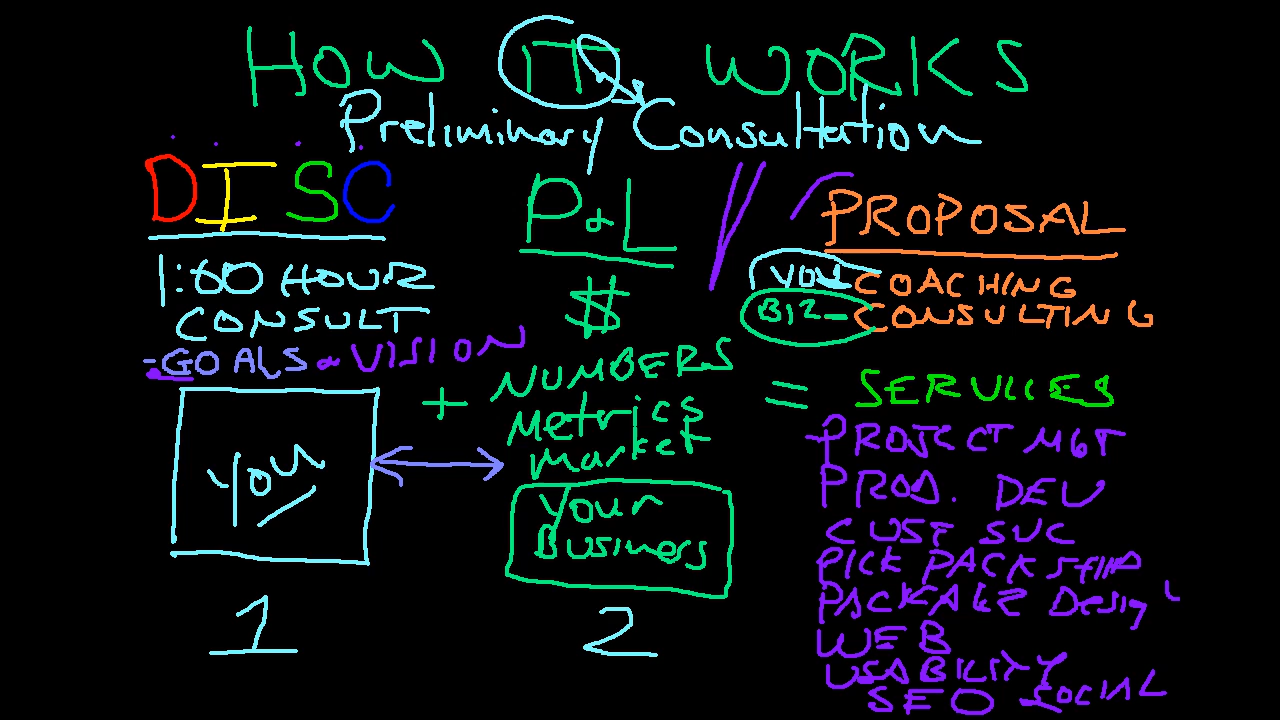 HOW IT WORKS
Preliminary Consultation
DISC
1:60 HOUR
CONSULT
-GOALS & VISION
YOU
1
P&L
$
NUMBERS
Metrics
Market
Your
Business
2
+
=
PROPOSAL
YOU COACHING
BIZ- CONSULTING
SERVICES
-PROJECT MGT
PROD. DEV
CUST SVC
PICK PACK SHIP
PACKAGE Design
WEB
USABILITY
SEO SOCIAL